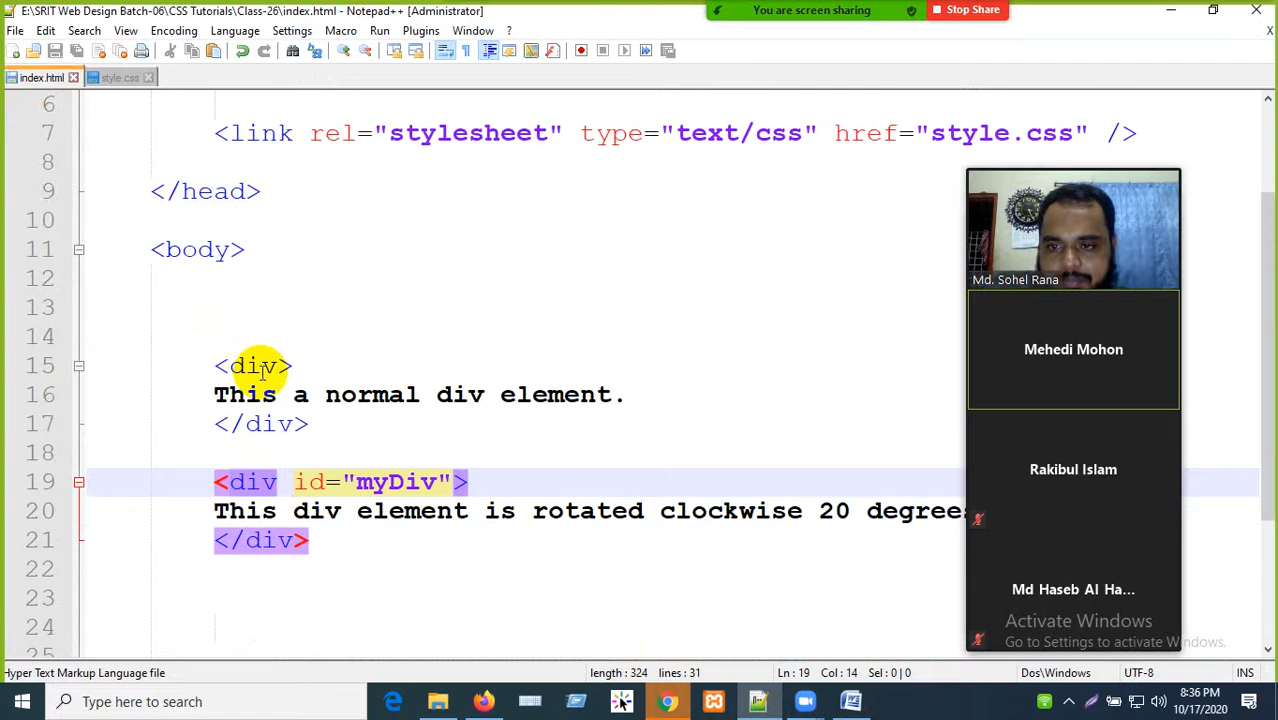 E:\SRIT Web Design Batch-06\CSS Tutorials\Class-26\index.html - Notepad++ [Administrator]
You are screen sharing
Stop Share
File Edit Search View Encoding Language Settings Macro Run Plugins Window ?
X
index.html style.css
6
7 <link rel="stylesheet" type="text/css" href="style.css" />
8
9 </head>
10
11 <body>
12
13
14
15 <div>
16 This a normal div element.
17 </div>
18
19 <div id="myDiv">
20 This div element is rotated clockwise 20 degrees
21 </div>
22
23
24
25
Md. Sohel Rana
Mehedi Mohon
Rakibul Islam
Md Haseb Al Ha...
Activate Windows
Go to Settings to activate Windows.
Hyper Text Markup Language file length : 324 lines : 31 Ln : 19 Col : 14 Sel : 0 | 0 Dos\Windows UTF-8 INS
Type here to search
8:36 PM
10/17/2020